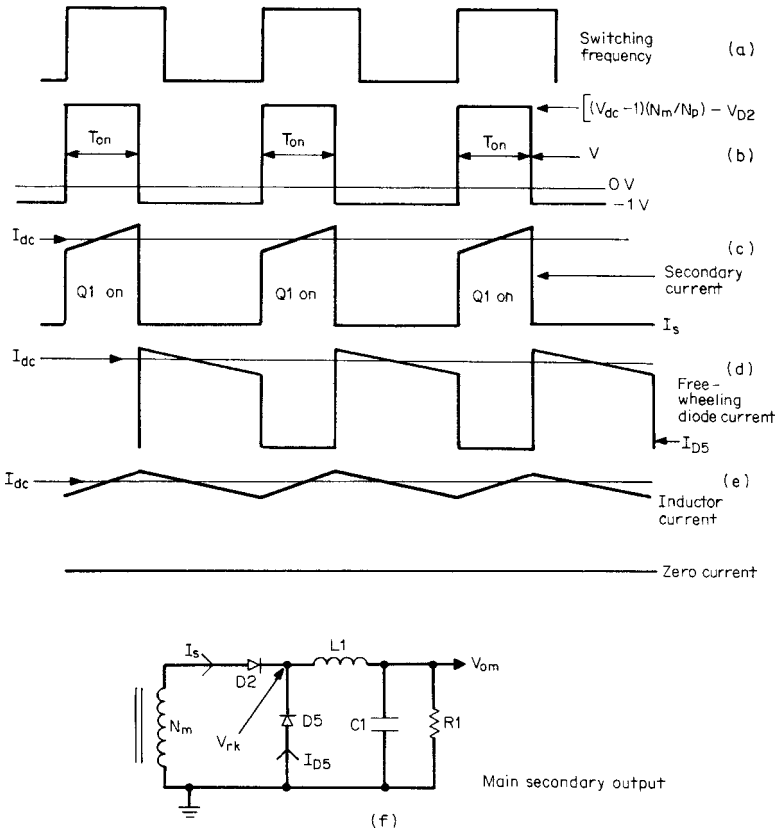 Switching
frequency
(a)
[(Vdc – 1)(Nm/Np) – VD2
Ton
Ton
Ton
V
(b)
0 V
–1 V
Idc
(c)
Q1 on
Q1 on
Q1 on
Secondary
current
Is
Idc
(d)
Free-
wheeling
diode current
ID5
Idc
(e)
Inductor
current
Zero current
Is
L1
Vom
D2
Nm
Vrk
D5
ID5
C1
R1
Main secondary output
(f)